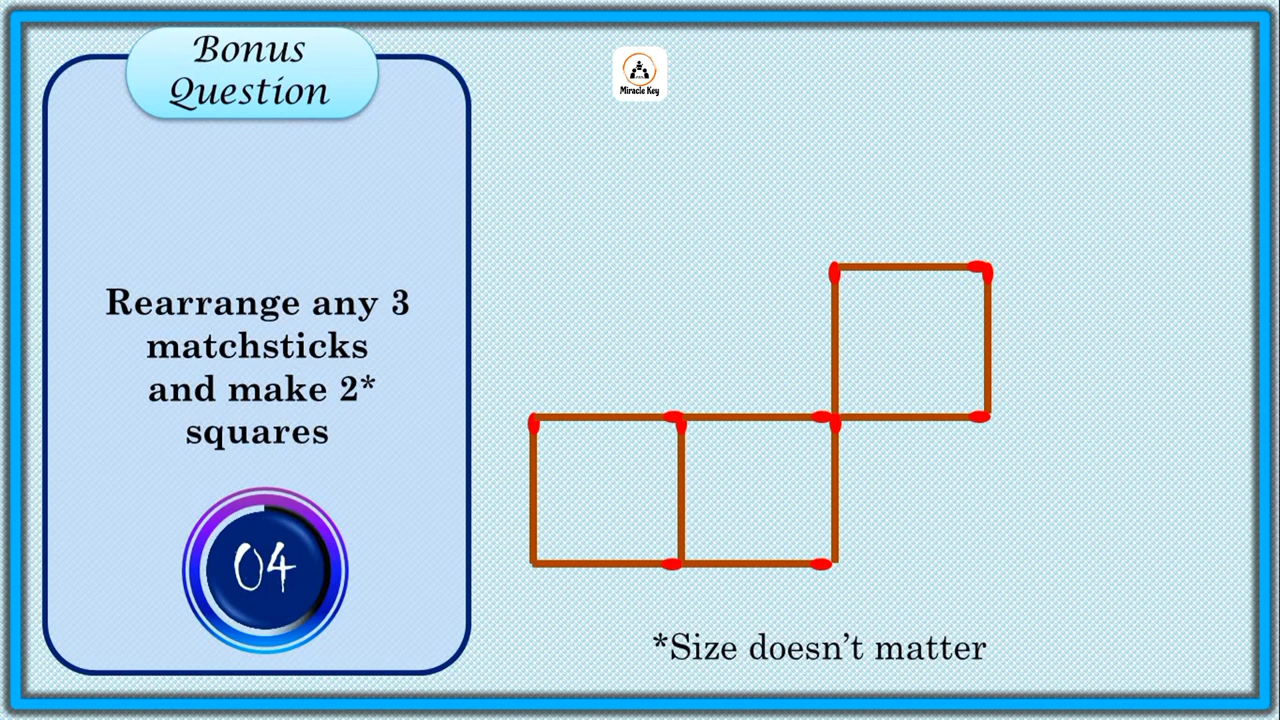 Bonus
Question
Miracle Key
Rearrange any 3
matchsticks
and make 2*
squares
04
*Size doesn’t matter